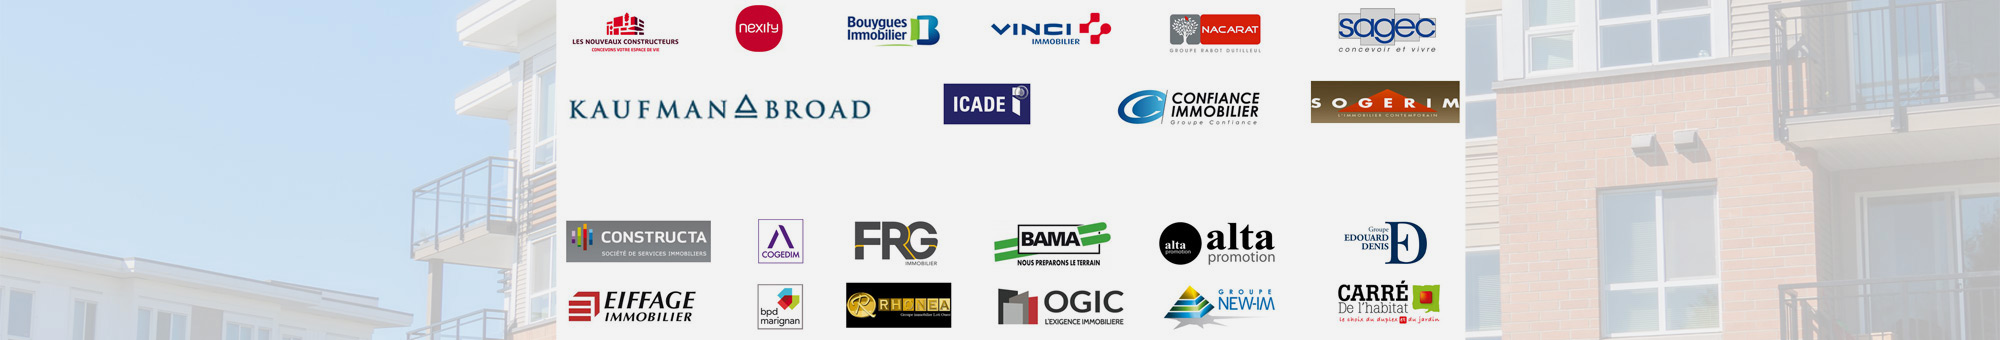 LES NOUVEAUX CONSTRUCTEURS
CONCEVONS VOTRE ESPACE DE VIE
nexity
Bouygues
Immobilier
VINCI
IMMOBILIER
NACARAT
GROUPE RABOT DUTILLEUL
sagec
concevoir et vivre
KAUFMAN BROAD
ICADE
CONFIANCE
IMMOBILIER
Groupe Confiance
SOGERIM
L'IMMOBILIER CONTEMPORAIN
CONSTRUCTA
SOCIÉTÉ DE SERVICES IMMOBILIERS
COGEDIM
FRG
IMMOBILIER
BAMA
NOUS PREPARONS LE TERRAIN
alta
promotion
alta
promotion
Groupe
EDOUARD
DENIS
ED
EIFFAGE
IMMOBILIER
bpd
marignan
R RHONEA
OGIC
L'EXIGENCE IMMOBILIERE
GROUPE
NEW-IM
CARRÉ
De l'habitat
le choix du duplex et du jardin